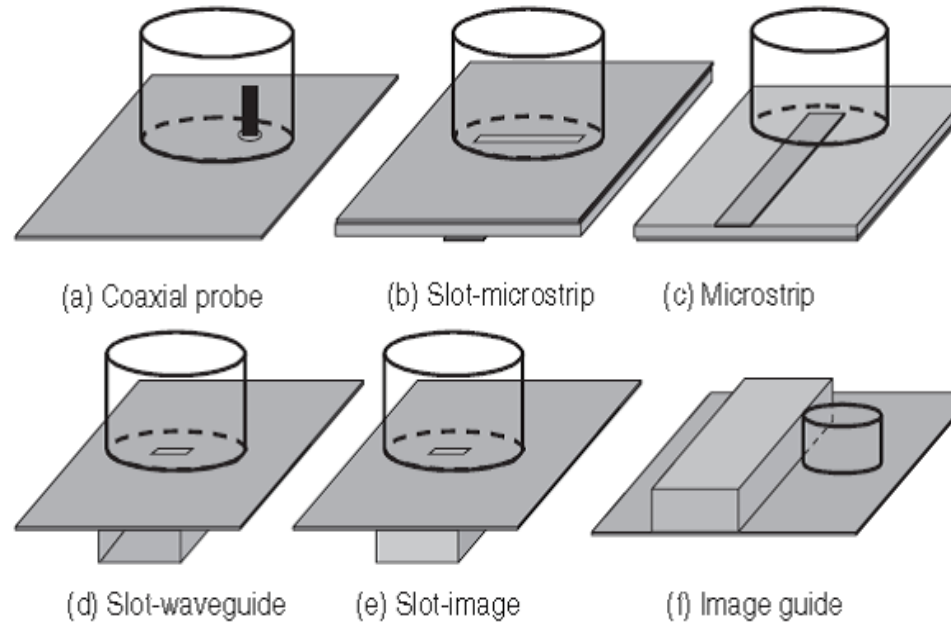 (a) Coaxial probe
(b) Slot-microstrip
(c) Microstrip
(d) Slot-waveguide
(e) Slot-image
(f) Image guide